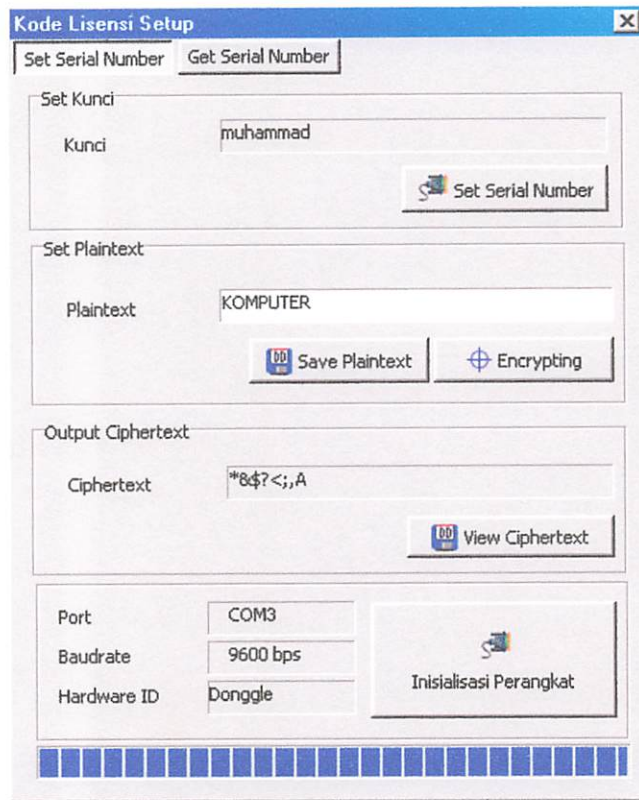 Kode Lisensi Setup
Set Serial Number Get Serial Number
Set Kunci
Kunci muhammad
Set Serial Number
Set Plaintext
Plaintext KOMPUTER
Save Plaintext Encrypting
Output Ciphertext
Ciphertext *&$?<;,A
View Ciphertext
Port COM3
Baudrate 9600 bps
Hardware ID Donggle
Inisialisasi Perangkat